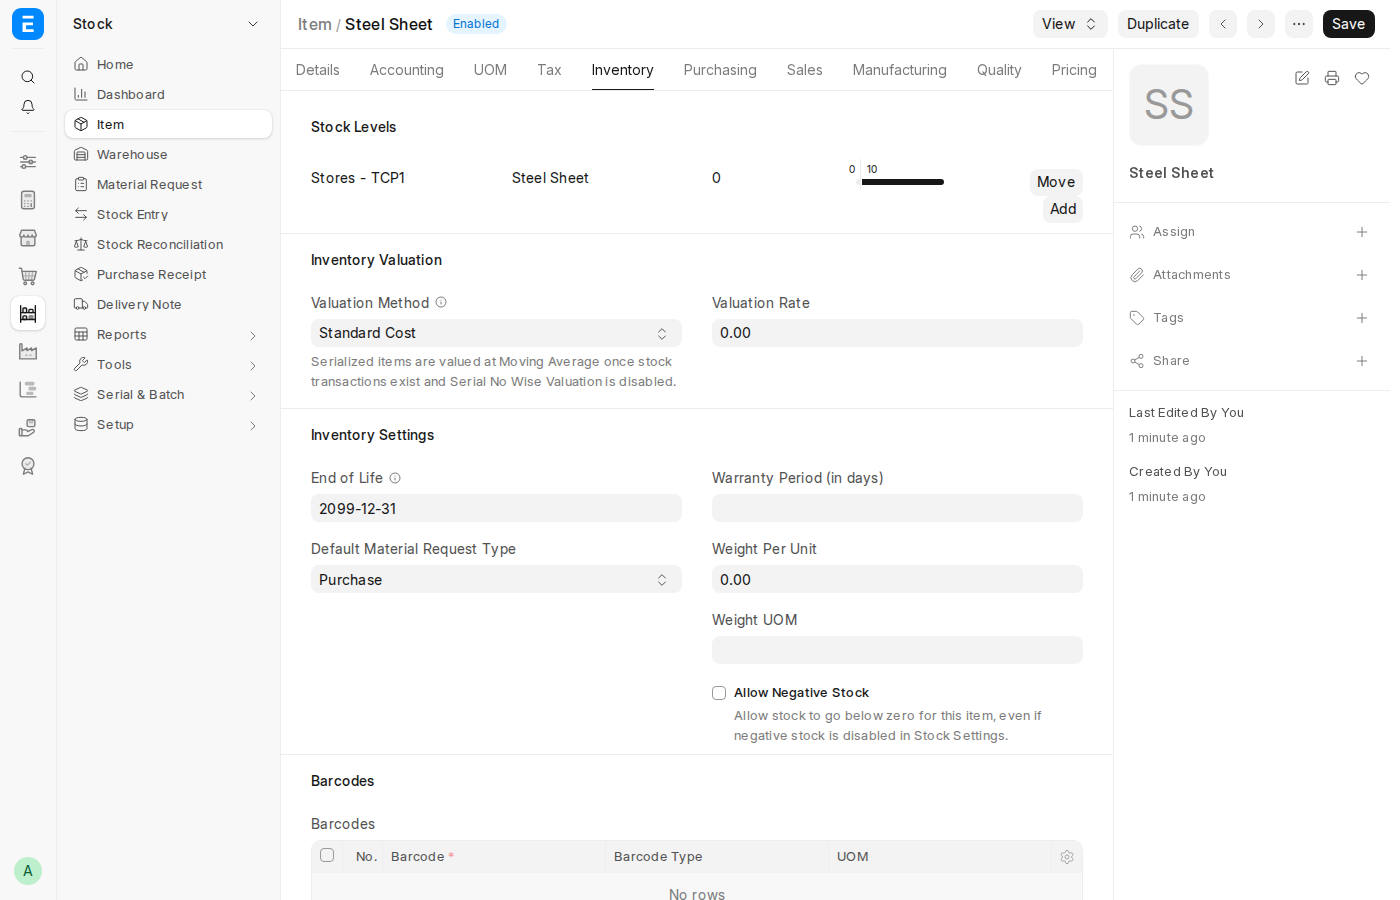 Stock
Home
Dashboard
Item
Warehouse
Material Request
Stock Entry
Stock Reconciliation
Purchase Receipt
Delivery Note
Reports
Tools
Serial & Batch
Setup
A
Item / Steel Sheet Enabled
View Duplicate ... Save
Details Accounting UOM Tax Inventory Purchasing Sales Manufacturing Quality Pricing
Stock Levels
Stores - TCP1 Steel Sheet 0 0 10 Move
Add
Inventory Valuation
Valuation Method Valuation Rate
Standard Cost 0.00
Serialized items are valued at Moving Average once stock
transactions exist and Serial No Wise Valuation is disabled.
Inventory Settings
End of Life Warranty Period (in days)
2099-12-31
Default Material Request Type Weight Per Unit
Purchase 0.00
Weight UOM
Allow Negative Stock
Allow stock to go below zero for this item, even if
negative stock is disabled in Stock Settings.
Barcodes
Barcodes
No. Barcode * Barcode Type UOM
No rows
SS
Steel Sheet
Assign
Attachments
Tags
Share
Last Edited By You
1 minute ago
Created By You
1 minute ago